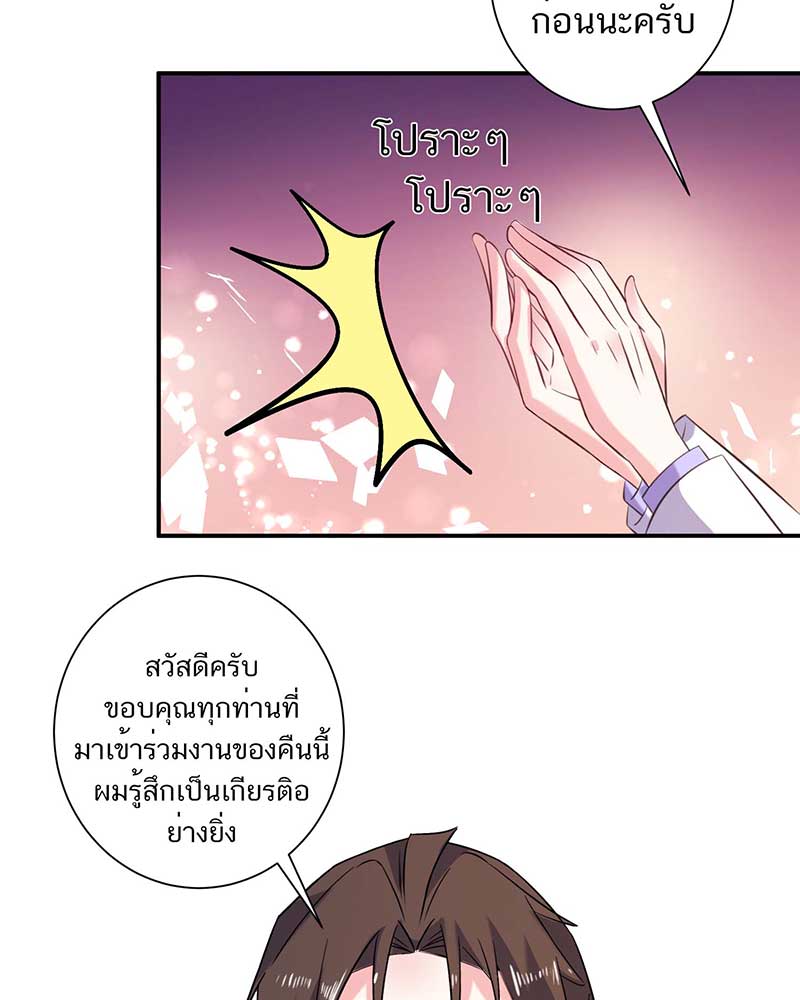 ก่อนนะครับ
โปราะๆ
โปราะๆ
สวัสดีครับ
ขอบคุณทุกท่านที่
มาเข้าร่วมงานของคืนนี้
ผมรู้สึกเป็นเกียรติอ
ย่างยิ่ง